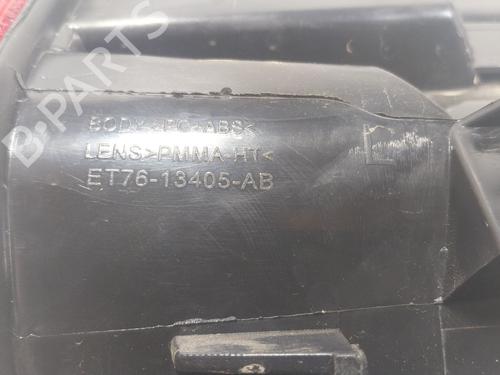 B-PARTS
BODY>PC+ABS<
LENS>PMMA-HT<
ET76-13405-AB
L